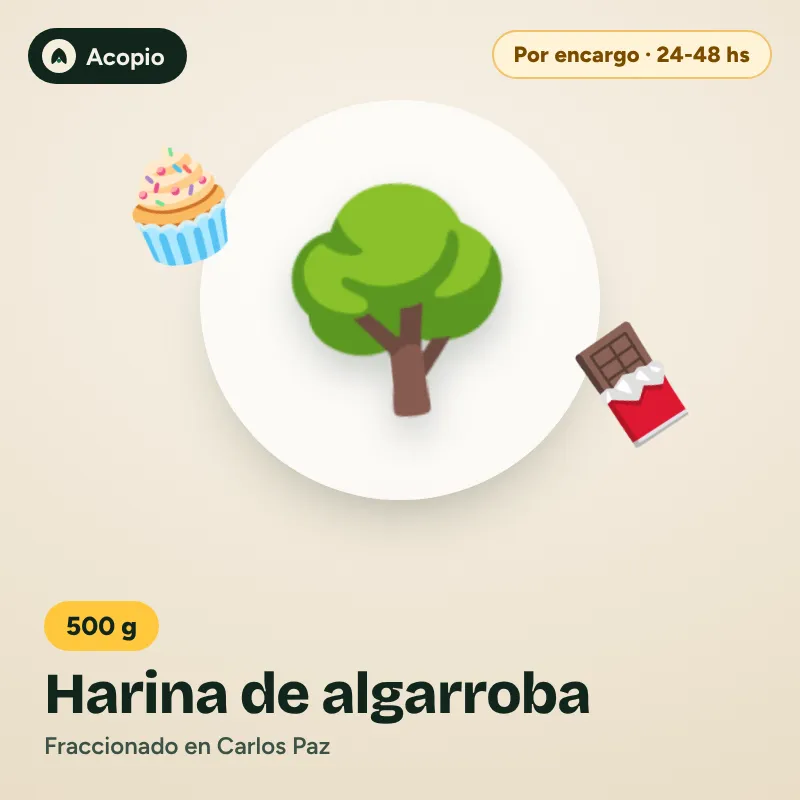 Acopio
Por encargo · 24-48 hs
500 g
Harina de algarroba
Fraccionado en Carlos Paz